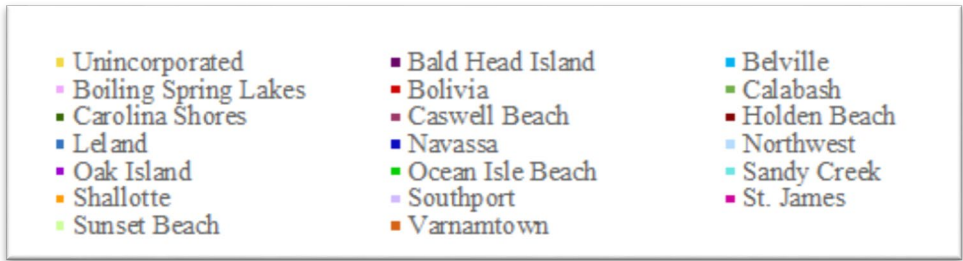 Unincorporated Bald Head Island Belville
Boiling Spring Lakes Bolivia Calabash
Carolina Shores Caswell Beach Holden Beach
Leland Navassa Northwest
Oak Island Ocean Isle Beach Sandy Creek
Shallotte Southport St. James
Sunset Beach Varnamtown